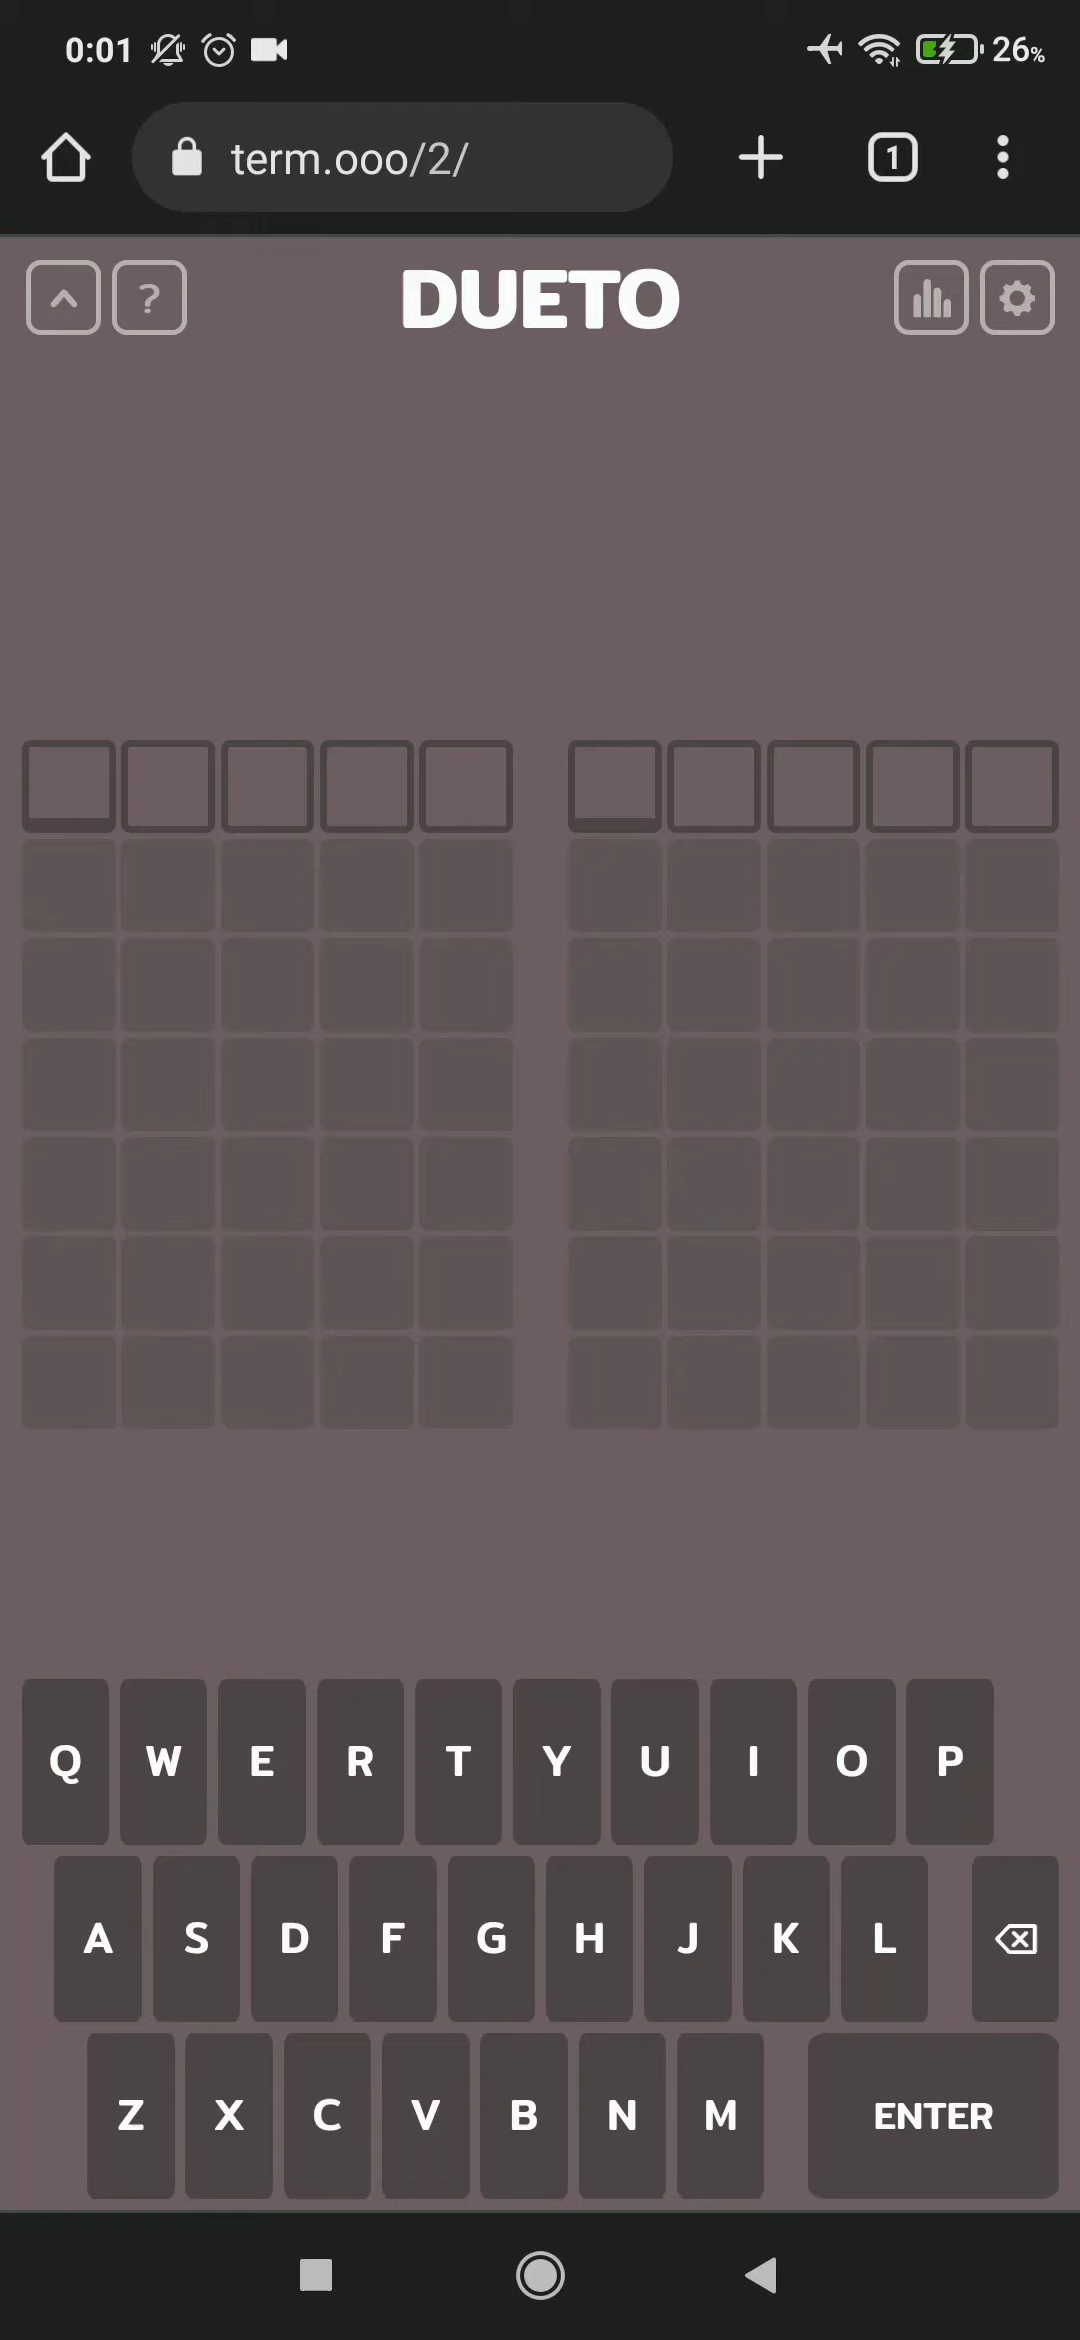 0:01 26%
term.ooo/2/ 1
? DUETO
Q W E R T Y U I O P
A S D F G H J K L
Z X C V B N M ENTER